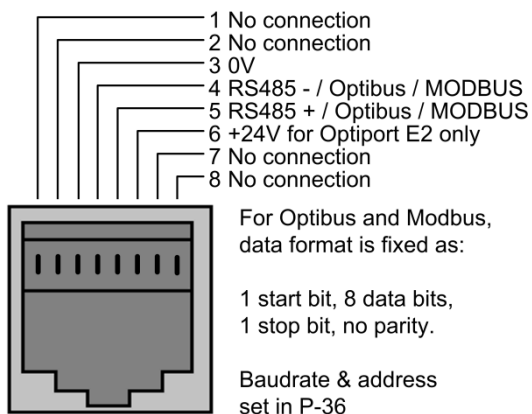 1 No connection
2 No connection
3 0V
4 RS485 - / Optibus / MODBUS
5 RS485 + / Optibus / MODBUS
6 +24V for Optiport E2 only
7 No connection
8 No connection
For Optibus and Modbus,
data format is fixed as:
1 start bit, 8 data bits,
1 stop bit, no parity.
Baudrate & address
set in P-36